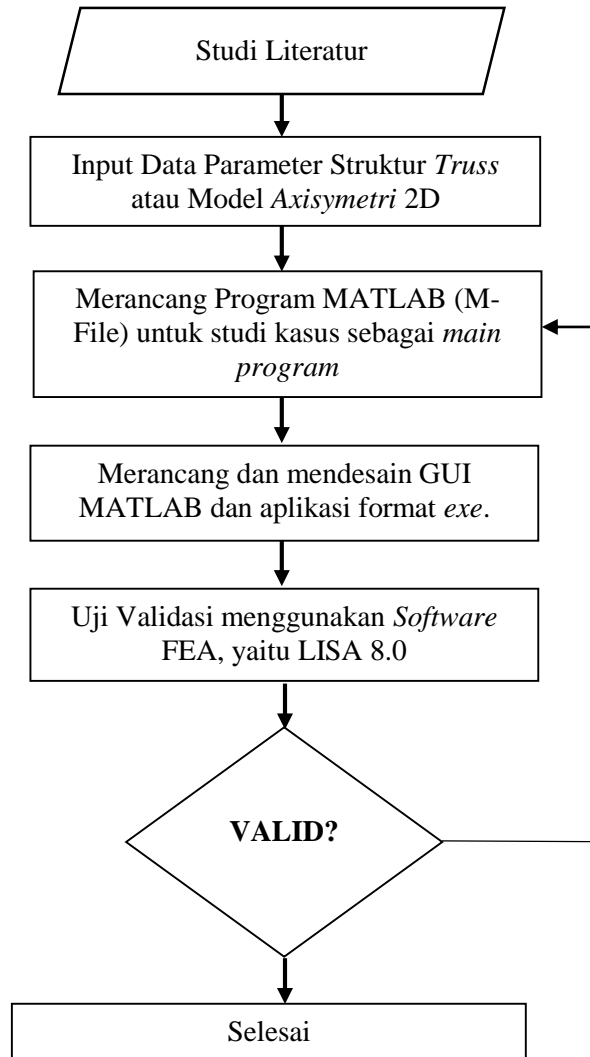 Studi Literatur
Input Data Parameter Struktur Truss
atau Model Axisymetri 2D
Merancang Program MATLAB (M-
File) untuk studi kasus sebagai main
program
Merancang dan mendesain GUI
MATLAB dan aplikasi format exe.
Uji Validasi menggunakan Software
FEA, yaitu LISA 8.0
VALID?
Selesai